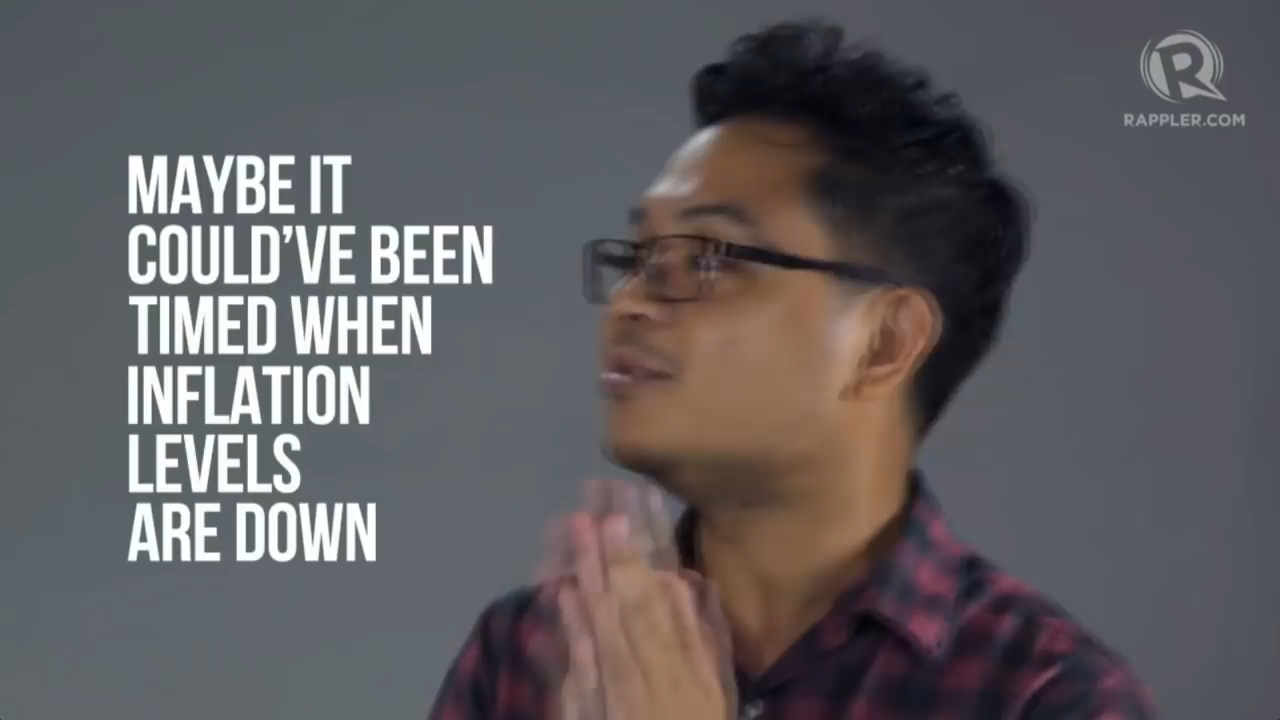 RAPPLER.COM
MAYBE IT
COULD'VE BEEN
TIMED WHEN
INFLATION
LEVELS
ARE DOWN